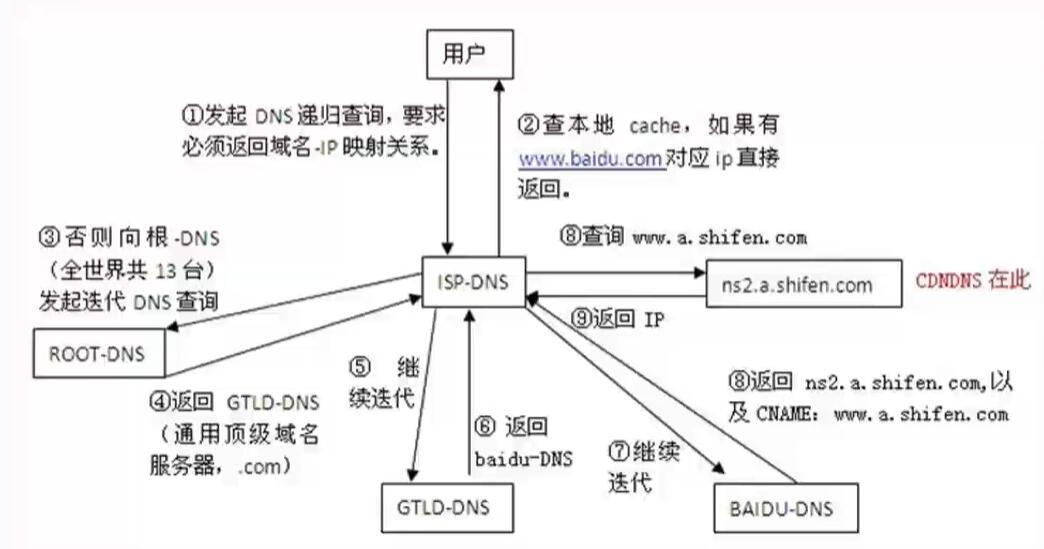 用户
①发起 DNS 递归查询，要求
必须返回域名-IP 映射关系。
②查本地 cache，如果有
www.baidu.com 对应 ip 直接
返回。
③否则向根-DNS
（全世界共 13 台）
发起迭代 DNS 查询
⑧查询 www.a.shifen.com
ISP-DNS
ns2.a.shifen.com
CDNDNS 在此
⑨返回 IP
ROOT-DNS
④返回 GTLD-DNS
（通用顶级域名
服务器，.com）
⑤ 继
续迭代
⑥ 返回
baidu-DNS
⑦继续
迭代
⑧返回 ns2.a.shifen.com,以
及 CNAME：www.a.shifen.com
GTLD-DNS
BAIDU-DNS